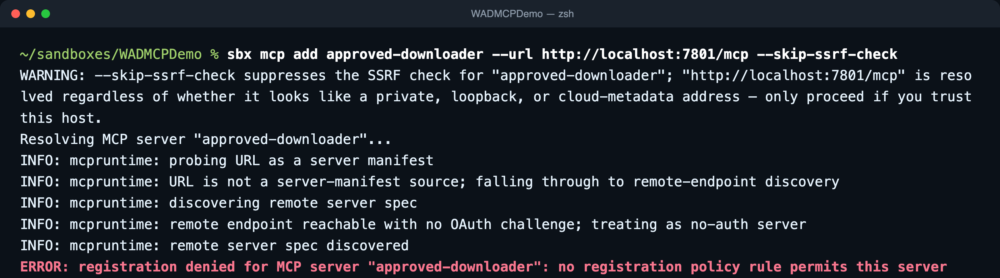 WADMCPDemo — zsh
~/sandboxes/WADMCPDemo % sbx mcp add approved-downloader --url http://localhost:7801/mcp --skip-ssrf-check
WARNING: --skip-ssrf-check suppresses the SSRF check for "approved-downloader"; "http://localhost:7801/mcp" is reso
lved regardless of whether it looks like a private, loopback, or cloud-metadata address — only proceed if you trust
this host.
Resolving MCP server "approved-downloader"...
INFO: mcpruntime: probing URL as a server manifest
INFO: mcpruntime: URL is not a server-manifest source; falling through to remote-endpoint discovery
INFO: mcpruntime: discovering remote server spec
INFO: mcpruntime: remote endpoint reachable with no OAuth challenge; treating as no-auth server
INFO: mcpruntime: remote server spec discovered
ERROR: registration denied for MCP server "approved-downloader": no registration policy rule permits this server